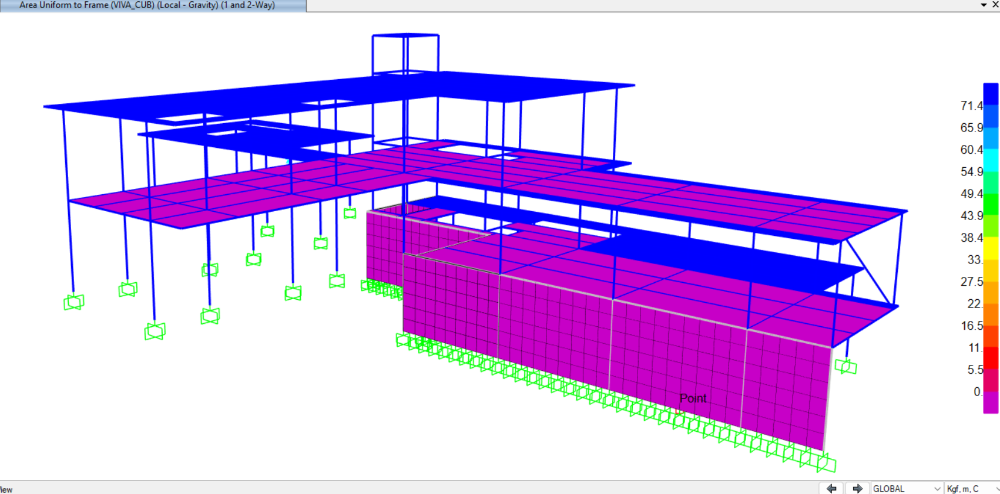 Area Uniform to Frame (VIVA_CUB) (Local - Gravity) (1 and 2-Way)
X
71.4
65.9
60.4
54.9
49.4
43.9
38.4
33.
27.5
22.
16.5
11.
5.5
0.
Point
iew
GLOBAL
Kgf, m, C